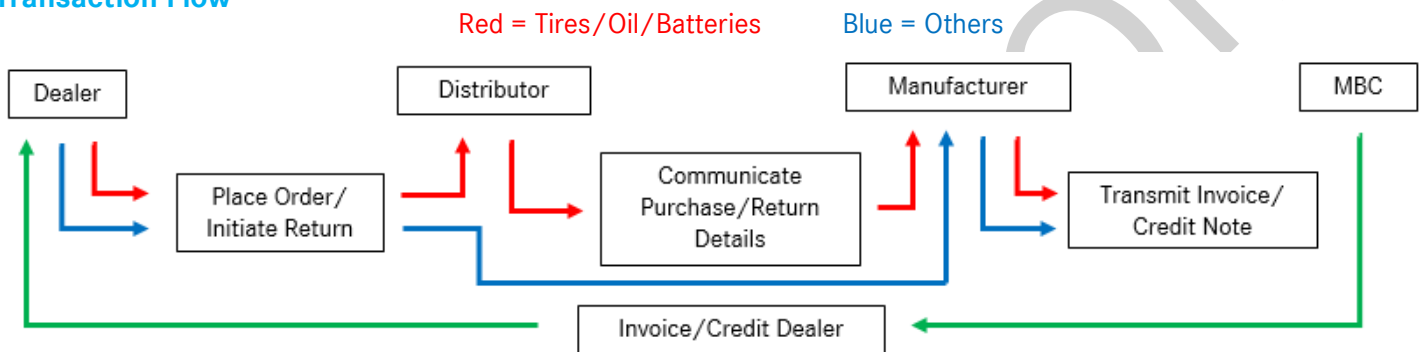 Transaction Flow
Red = Tires/Oil/Batteries
Blue = Others
Dealer
Distributor
Manufacturer
MBC
Place Order/
Initiate Return
Communicate
Purchase/Return
Details
Transmit Invoice/
Credit Note
Invoice/Credit Dealer